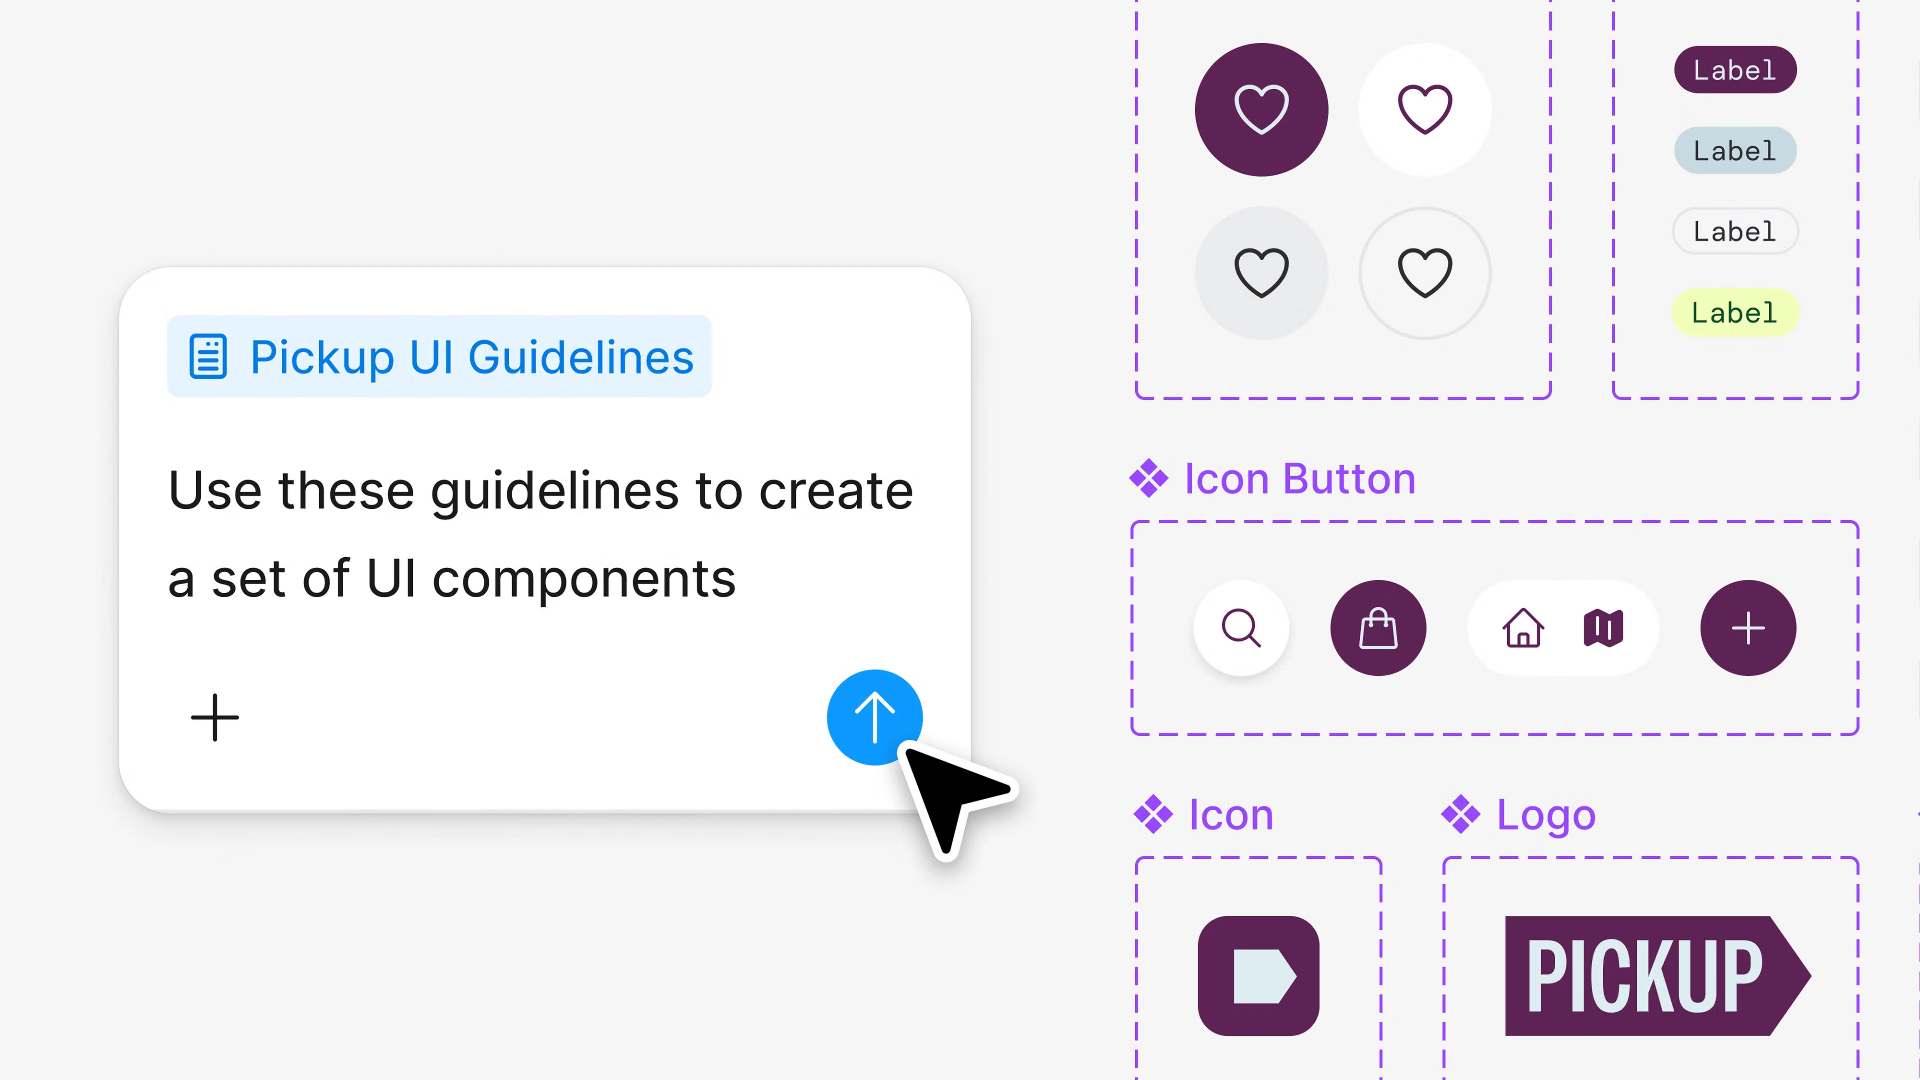 Pickup UI Guidelines
Use these guidelines to create
a set of UI components
Label
Label
Label
Label
Icon Button
Icon
Logo
PICKUP